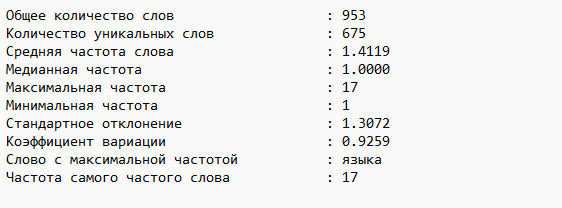 Общее количество слов : 953
Количество уникальных слов : 675
Средняя частота слова : 1.4119
Медианная частота : 1.0000
Максимальная частота : 17
Минимальная частота : 1
Стандартное отклонение : 1.3072
Коэффициент вариации : 0.9259
Слово с максимальной частотой : языка
Частота самого частого слова : 17